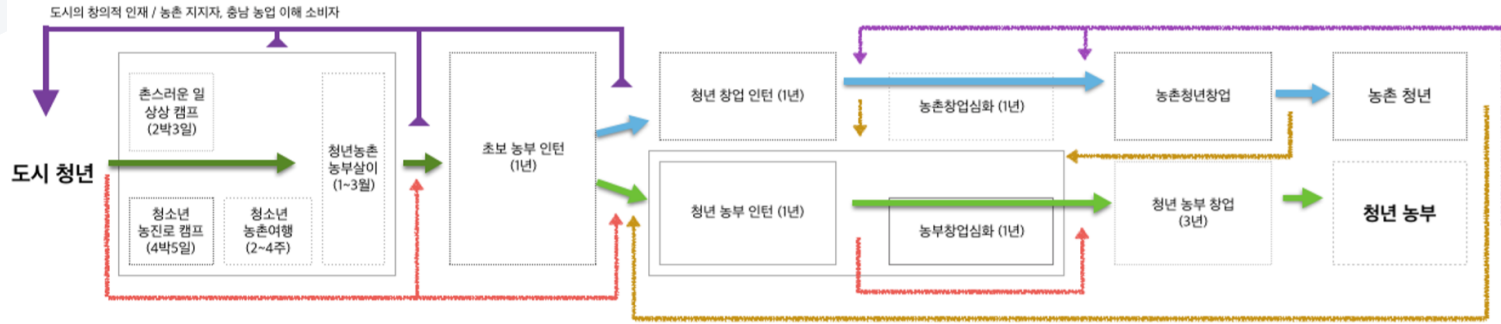 도시의 창의적 인재 / 농촌 지지자, 충남 농업 이해 소비자
도시 청년
촌스러운 일
상상 캠프
(2박3일)
청소년
농진로 캠프
(4박5일)
청소년
농촌여행
(2~4주)
청년농촌
농부살이
(1~3월)
초보 농부 인턴
(1년)
청년 창업 인턴 (1년)
농촌창업심화 (1년)
농촌청년창업
농촌 청년
청년 농부 인턴 (1년)
농부창업심화 (1년)
청년 농부 창업
(3년)
청년 농부